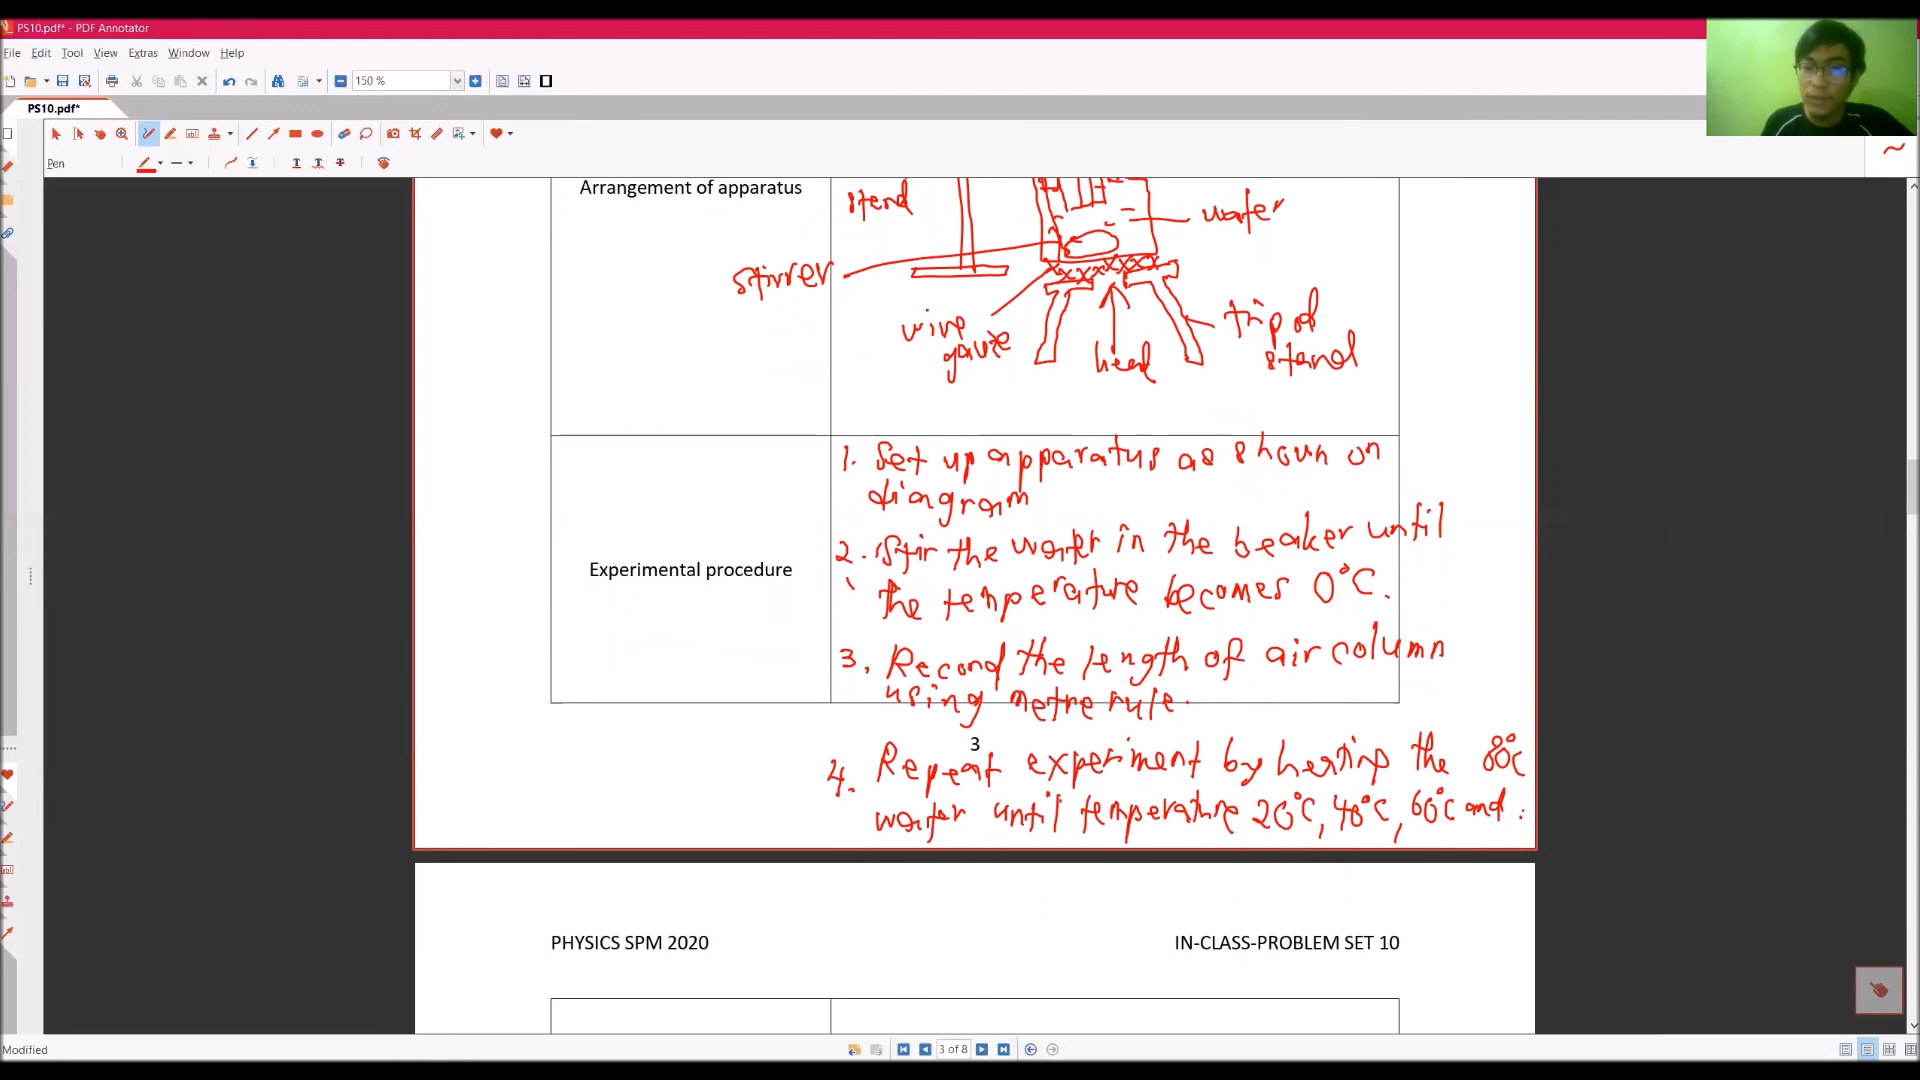 PS10.pdf* - PDF Annotator
File Edit Tool View Extras Window Help
150 %
PS10.pdf*
Pen
Arrangement of apparatus
stand
water
stirrer
wire
gauze
heat
tripod
stand
Experimental procedure
1. Set up apparatus as shown on
diagram
2. Stir the water in the beaker until
the temperature becomes 0°C.
3. Record the length of air column
using metre rule.
3
4. Repeat experiment by heating the 80°C
water until temperature 20°C, 40°C, 60°C and :
PHYSICS SPM 2020
IN-CLASS-PROBLEM SET 10
Modified
3 of 8